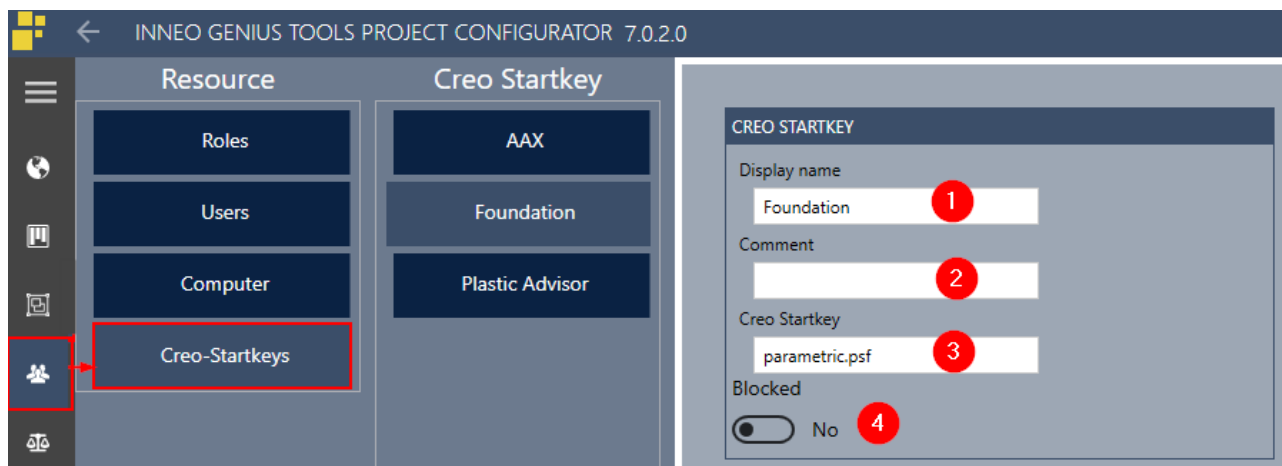 INNEO GENIUS TOOLS PROJECT CONFIGURATOR 7.0.2.0
Resource
Roles
Users
Computer
Creo-Startkeys
Creo Startkey
AAX
Foundation
Plastic Advisor
CREO STARTKEY
Display name
Foundation 1
Comment
2
Creo Startkey
parametric.psf 3
Blocked
No 4